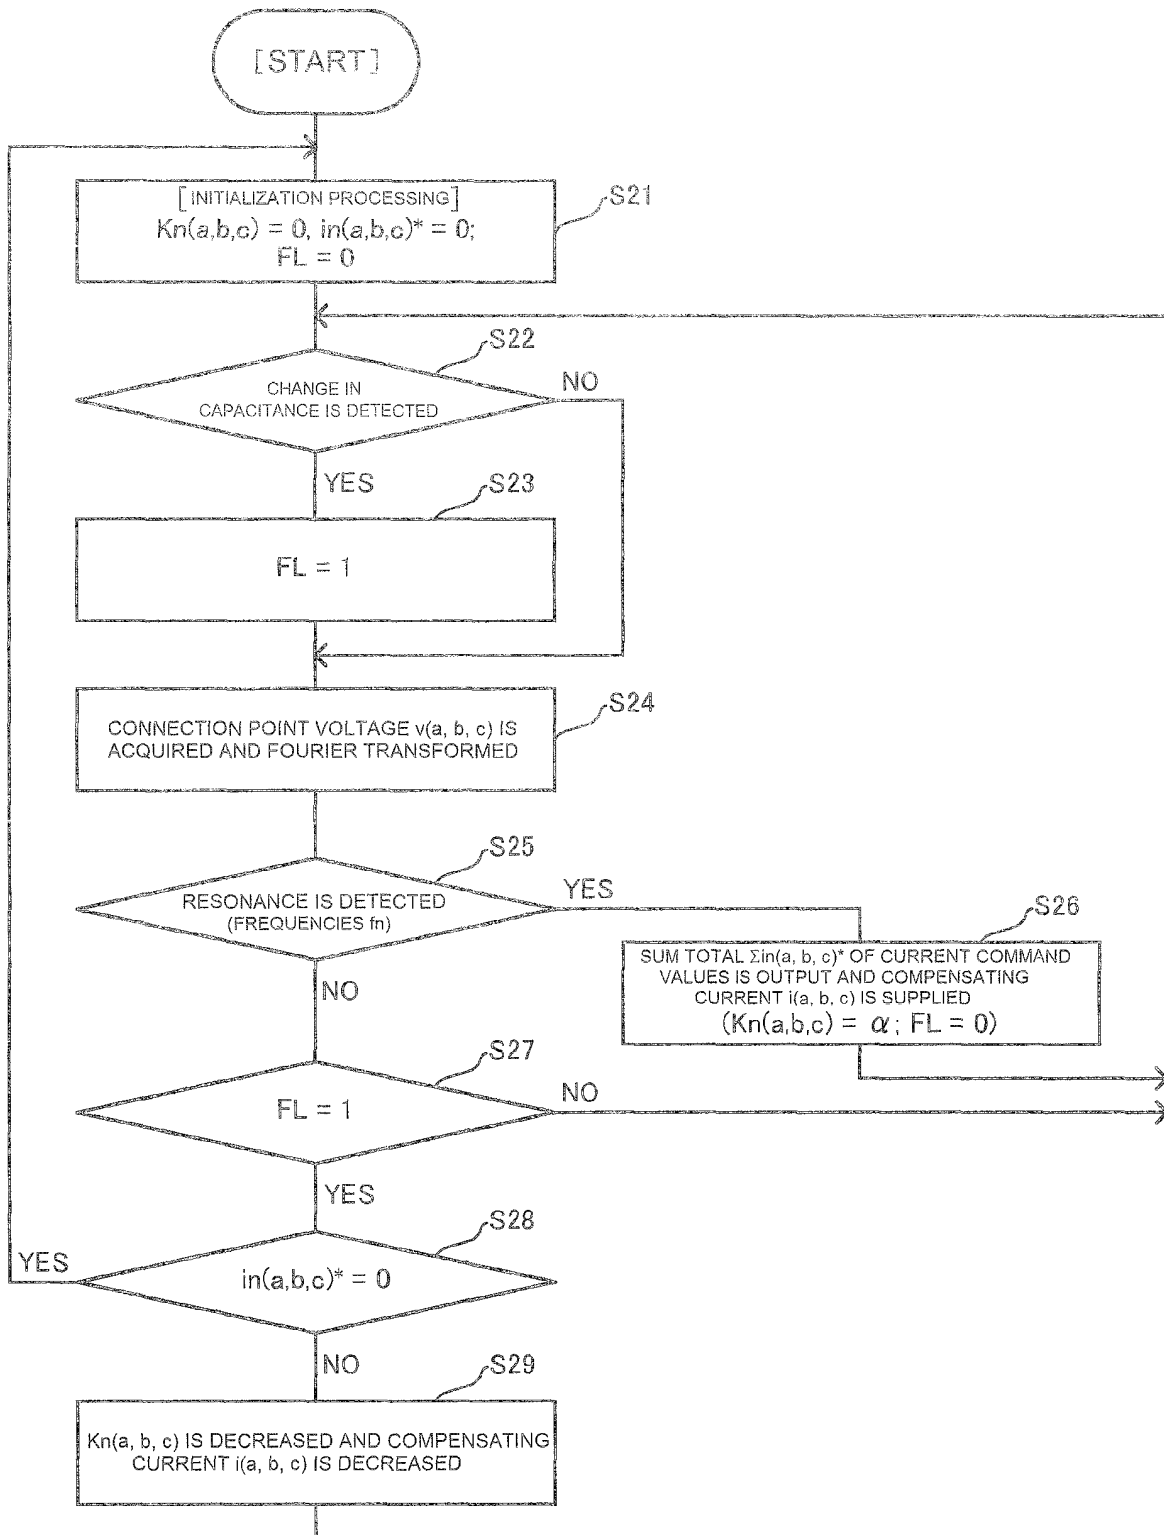 [START]
[INITIALIZATION PROCESSING]
Kn(a,b,c) = 0, in(a,b,c)* = 0;
FL = 0
S21
S22
CHANGE IN
CAPACITANCE IS DETECTED
NO
YES
S23
FL = 1
S24
CONNECTION POINT VOLTAGE v(a, b, c) IS
ACQUIRED AND FOURIER TRANSFORMED
S25
RESONANCE IS DETECTED
(FREQUENCIES fn)
YES
NO
S26
SUM TOTAL Σin(a, b, c)* OF CURRENT COMMAND
VALUES IS OUTPUT AND COMPENSATING
CURRENT i(a, b, c) IS SUPPLIED
(Kn(a,b,c) = α; FL = 0)
S27
FL = 1
NO
YES
S28
in(a,b,c)* = 0
YES
NO
S29
Kn(a, b, c) IS DECREASED AND COMPENSATING
CURRENT i(a, b, c) IS DECREASED